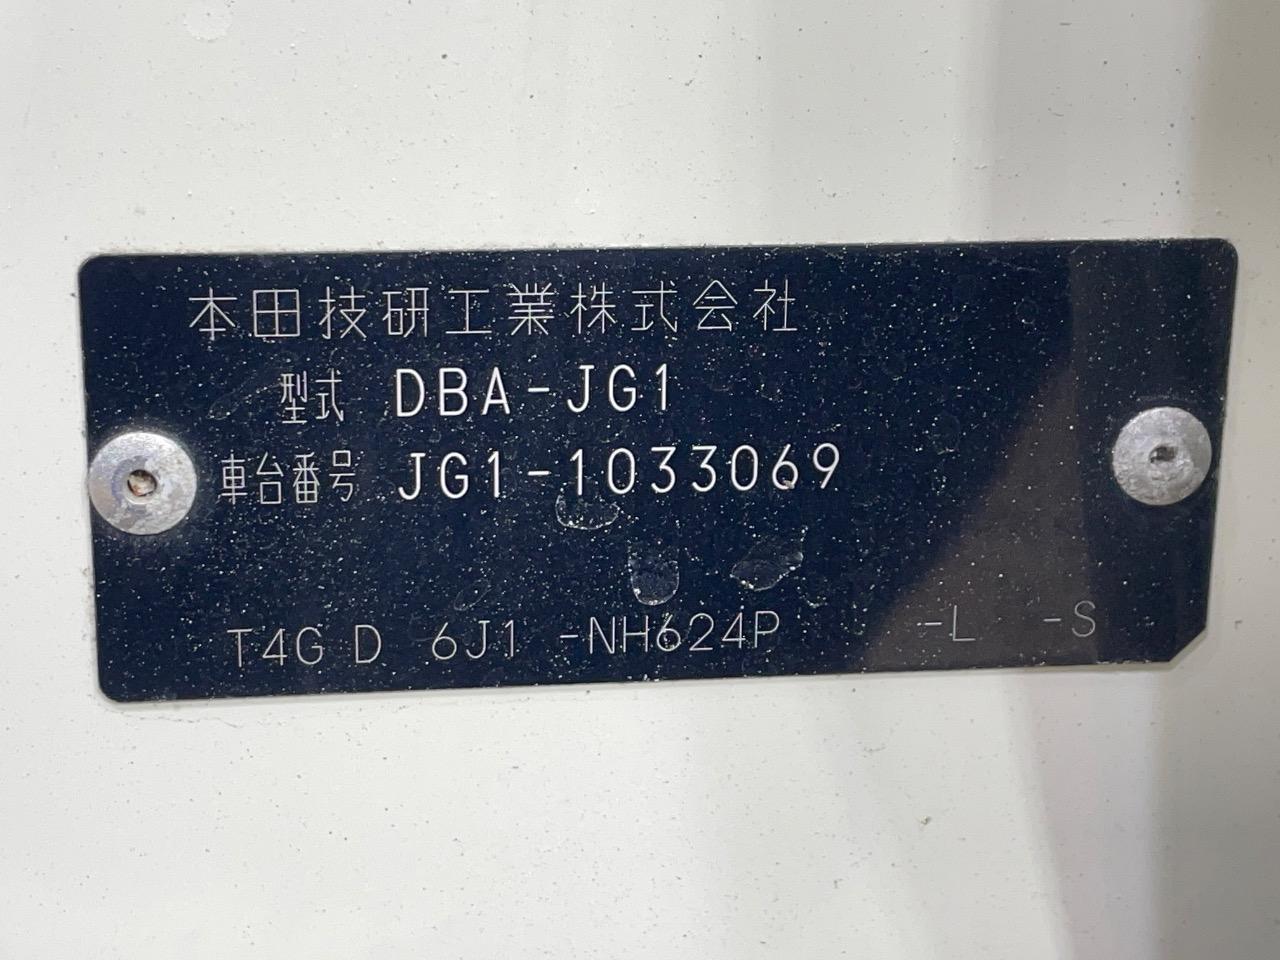 本田技研工業株式会社
型式 DBA-JG1
車台番号 JG1-1033069
T4G D 6J1 -NH624P -L -S